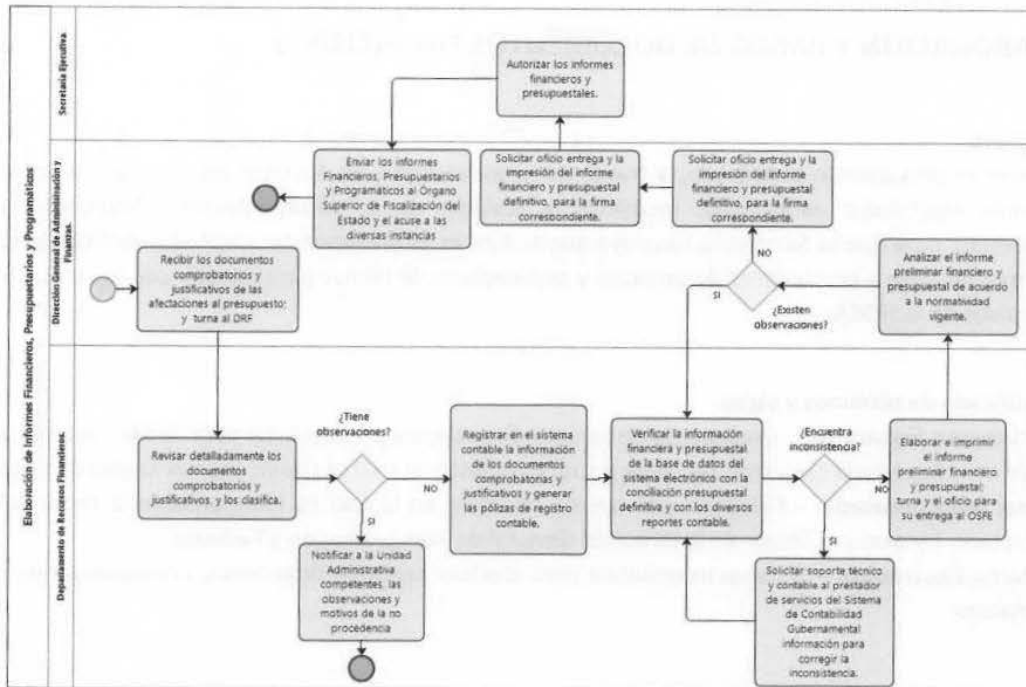 Elaboración de Informes Financieros, Presupuestarios y Programáticos
Secretaría Ejecutiva.
Autorizar los informes
financieros y
presupuestales.
Dirección General de Administración y
Finanzas.
Enviar los informes
Financieros, Presupuestarios
y Programáticos al Órgano
Superior de Fiscalización del
Estado y el acuse a las
diversas instancias
Solicitar oficio entrega y la
impresión del informe
financiero y presupuestal
definitivo, para la firma
correspondiente.
Solicitar oficio entrega y la
impresión del informe
financiero y presupuestal
definitivo, para la firma
correspondiente.
Recibir los documentos
comprobatorios y
justificativos de las
afectaciones al presupuesto;
y turna al DRF
NO
SI
¿Existen
observaciones?
Analizar el informe
preliminar financiero y
presupuestal de acuerdo
a la normatividad
vigente.
Departamento de Recursos Financieros.
Revisar detalladamente los
documentos
comprobatorios y
justificativos, y los clasifica.
¿Tiene
observaciones?
NO
SI
Notificar a la Unidad
Administrativa
competentes, las
observaciones y
motivos de la no
procedencia
Registrar en el sistema
contable la información de
los documentos
comprobatorias y
justificativos y generar
las pólizas de registro
contable.
Verificar la información
financiera y presupuestal
de la base de datos del
sistema electrónico con la
conciliación presupuestal
definitiva y con los diversos
reportes contable.
¿Encuentra
inconsistencia?
NO
SI
Solicitar soporte técnico
y contable al prestador
de servicios del Sistema
de Contabilidad
Gubernamental
información para
corregir la
inconsistencia.
Elaborar e imprimir
el informe
preliminar financiero
y presupuestal;
turna y el oficio para
su entrega al OSFE